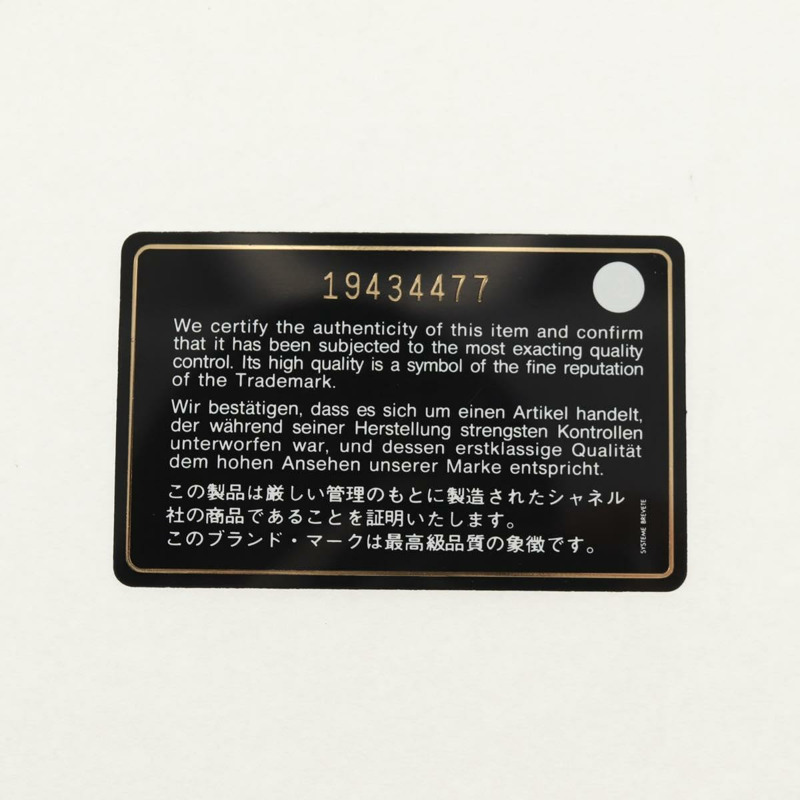 19434477
We certify the authenticity of this item and confirm
that it has been subjected to the most exacting quality
control. Its high quality is a symbol of the fine reputation
of the Trademark.
Wir bestätigen, dass es sich um einen Artikel handelt,
der während seiner Herstellung strengsten Kontrollen
unterworfen war, und dessen erstklassige Qualität
dem hohen Ansehen unserer Marke entspricht.
この製品は厳しい管理のもとに製造されたシャネル
社の商品であることを証明いたします。
このブランド・マークは最高級品質の象徴です。
SYSTEME BREVETE